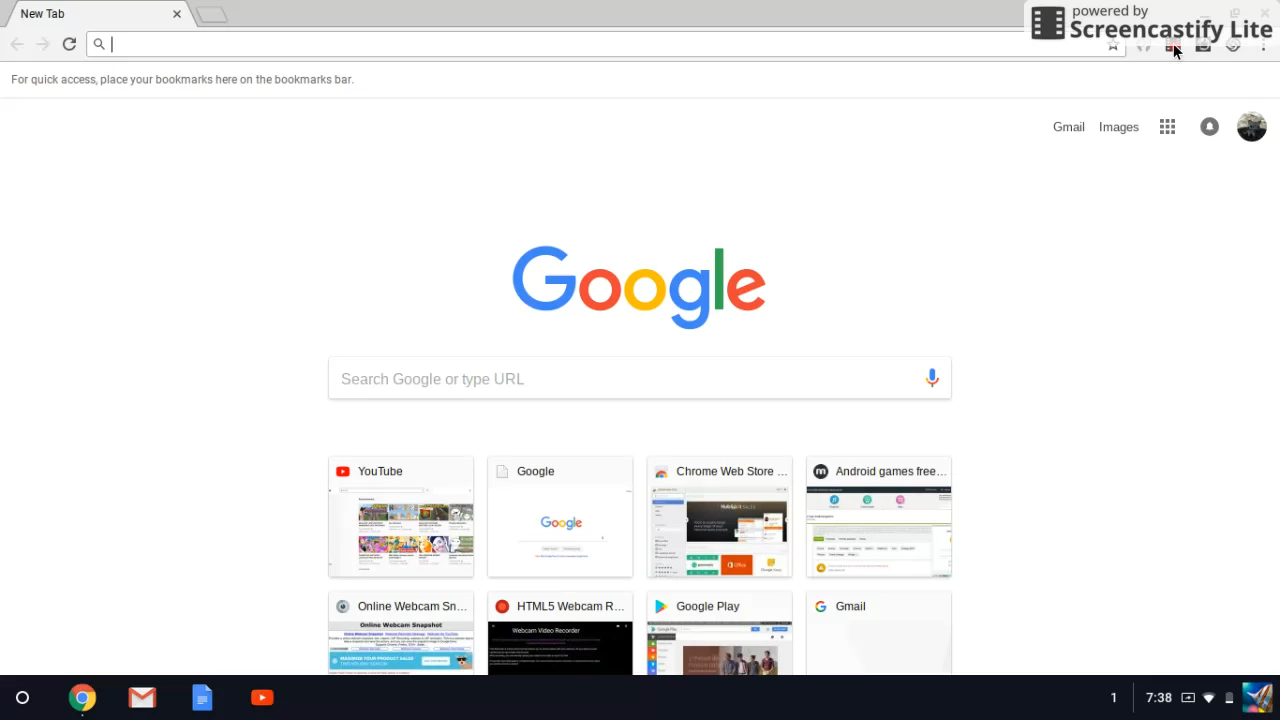 New Tab
powered by
Screencastify Lite
For quick access, place your bookmarks here on the bookmarks bar.
Gmail Images
Google
Search Google or type URL
YouTube
Google
Chrome Web Store ...
Android games free...
Google
Online Webcam Sn...
HTML5 Webcam R...
Google Play
Gmail
Online Webcam Snapshot
Webcam Video Recorder
1
7:38